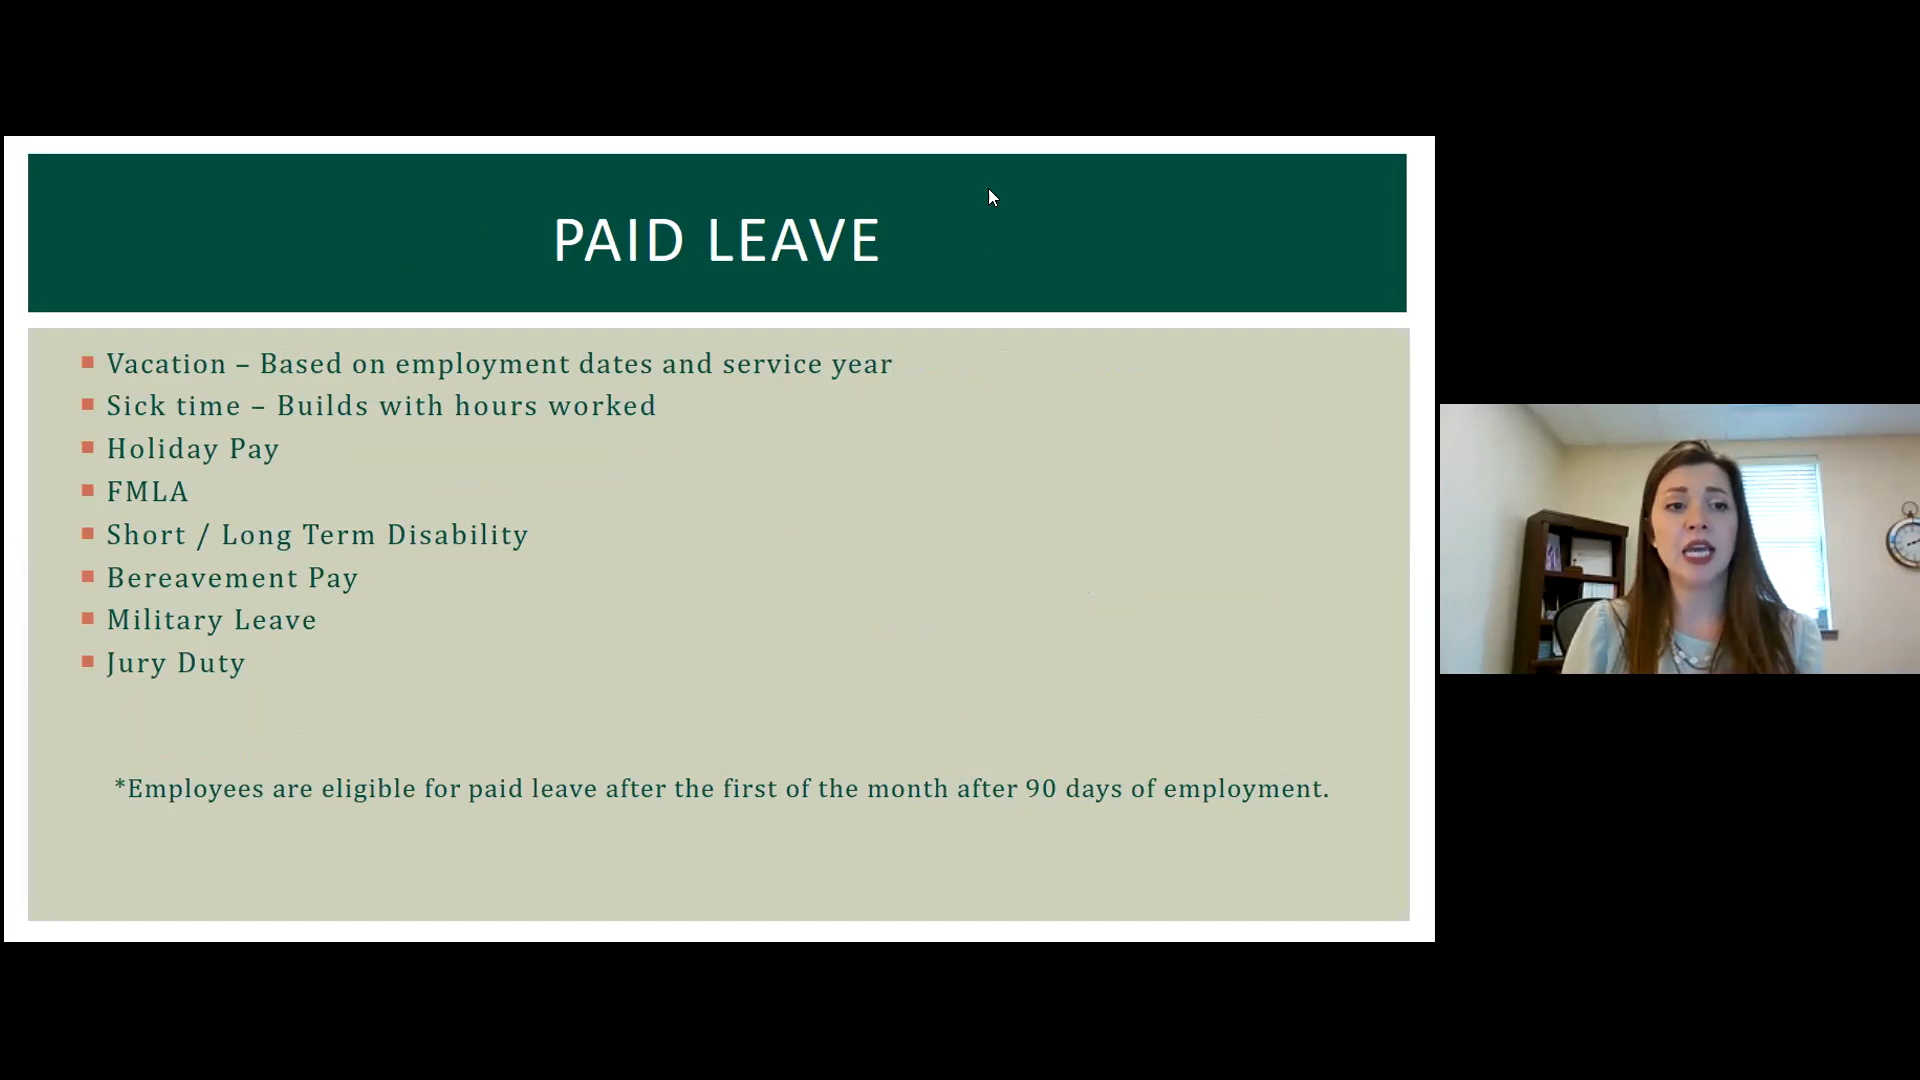 PAID LEAVE
Vacation – Based on employment dates and service year
Sick time – Builds with hours worked
Holiday Pay
FMLA
Short / Long Term Disability
Bereavement Pay
Military Leave
Jury Duty
*Employees are eligible for paid leave after the first of the month after 90 days of employment.